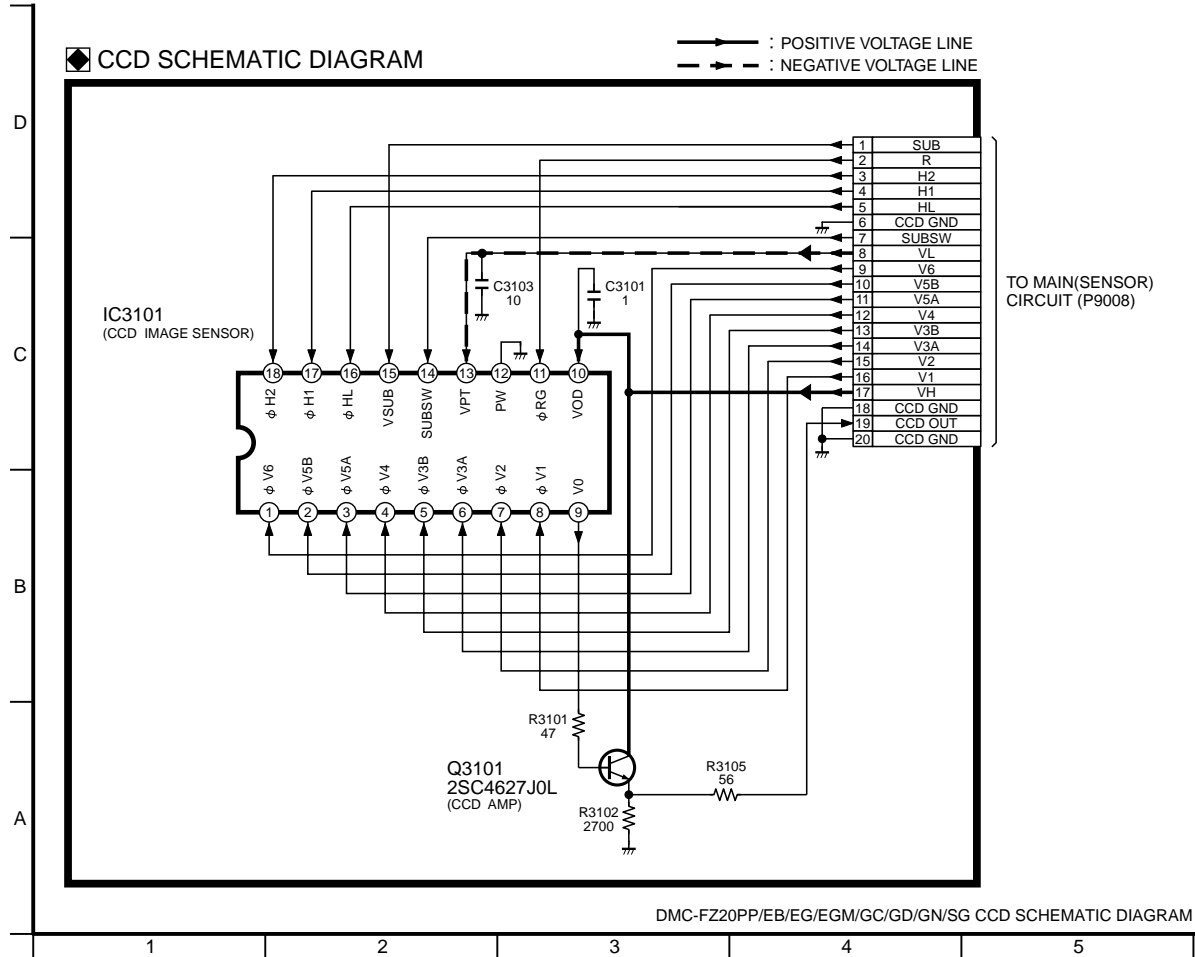 CCD SCHEMATIC DIAGRAM
: POSITIVE VOLTAGE LINE
: NEGATIVE VOLTAGE LINE
D
C
B
A
1 SUB
2 R
3 H2
4 H1
5 HL
6 CCD GND
7 SUBSW
8 VL
9 V6
10 V5B
11 V5A
12 V4
13 V3B
14 V3A
15 V2
16 V1
17 VH
18 CCD GND
19 CCD OUT
20 CCD GND
TO MAIN(SENSOR)
CIRCUIT (P9008)
C3103
10
C3101
1
IC3101
(CCD IMAGE SENSOR)
18 17 16 15 14 13 12 11 10
φ H2
φ H1
φ HL
VSUB
SUBSW
VPT
PW
φ RG
VOD
φ V6
φ V5B
φ V5A
φ V4
φ V3B
φ V3A
φ V2
φ V1
V0
1 2 3 4 5 6 7 8 9
R3101
47
Q3101
2SC4627J0L
(CCD AMP)
R3105
56
R3102
2700
DMC-FZ20PP/EB/EG/EGM/GC/GD/GN/SG CCD SCHEMATIC DIAGRAM
1 2 3 4 5